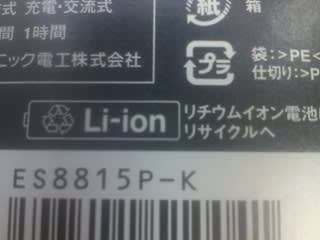 式 充電・交流式
間 1時間
ニック電工株式会社
紙 箱
プラ
袋:>PE<
仕切り:>P
Li-ion
リチウムイオン電池
リサイクルへ
ES8815P-K